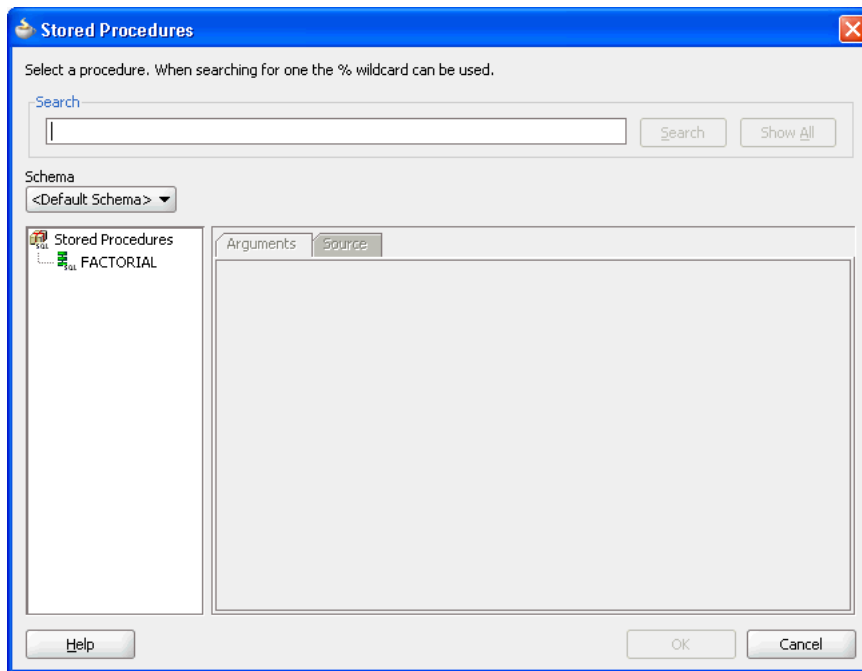 Stored Procedures
Select a procedure. When searching for one the % wildcard can be used.
Search
Search
Show All
Schema
<Default Schema>
Stored Procedures
FACTORIAL
Arguments
Source
Help
OK
Cancel